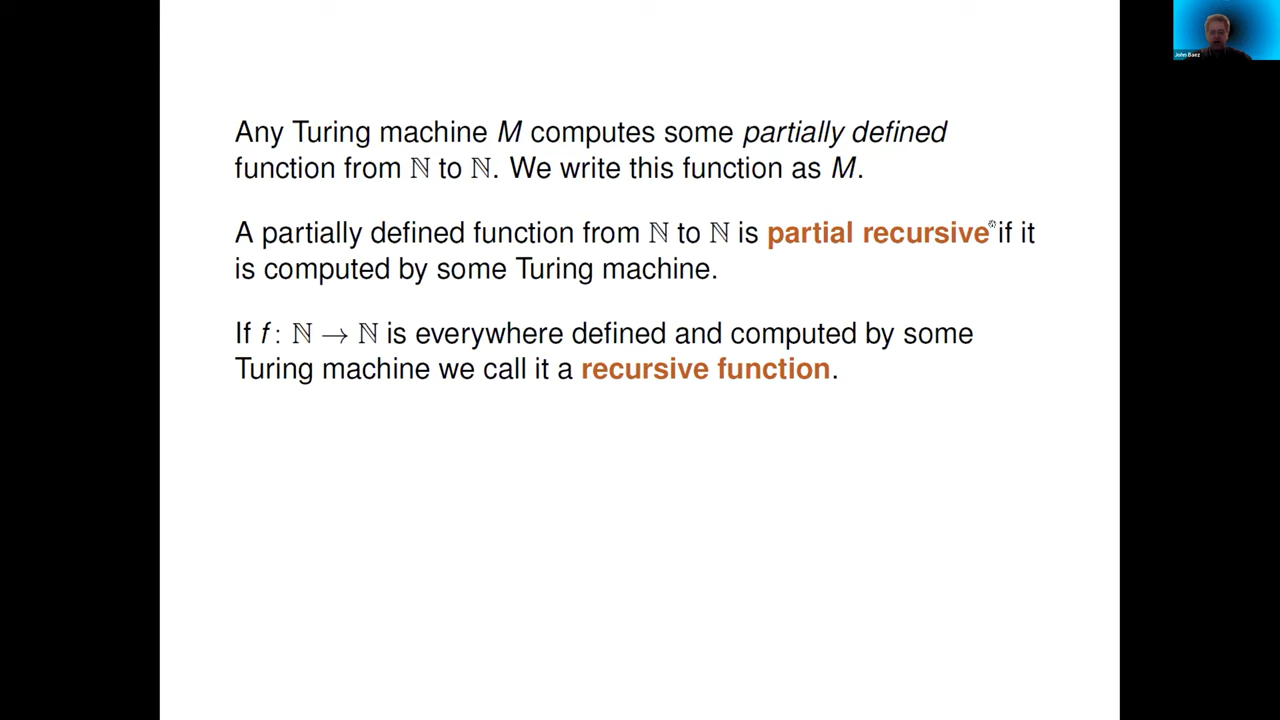 John Baez
Any Turing machine M computes some partially defined
function from ℕ to ℕ. We write this function as M.
A partially defined function from ℕ to ℕ is partial recursive if it
is computed by some Turing machine.
If f : ℕ → ℕ is everywhere defined and computed by some
Turing machine we call it a recursive function.